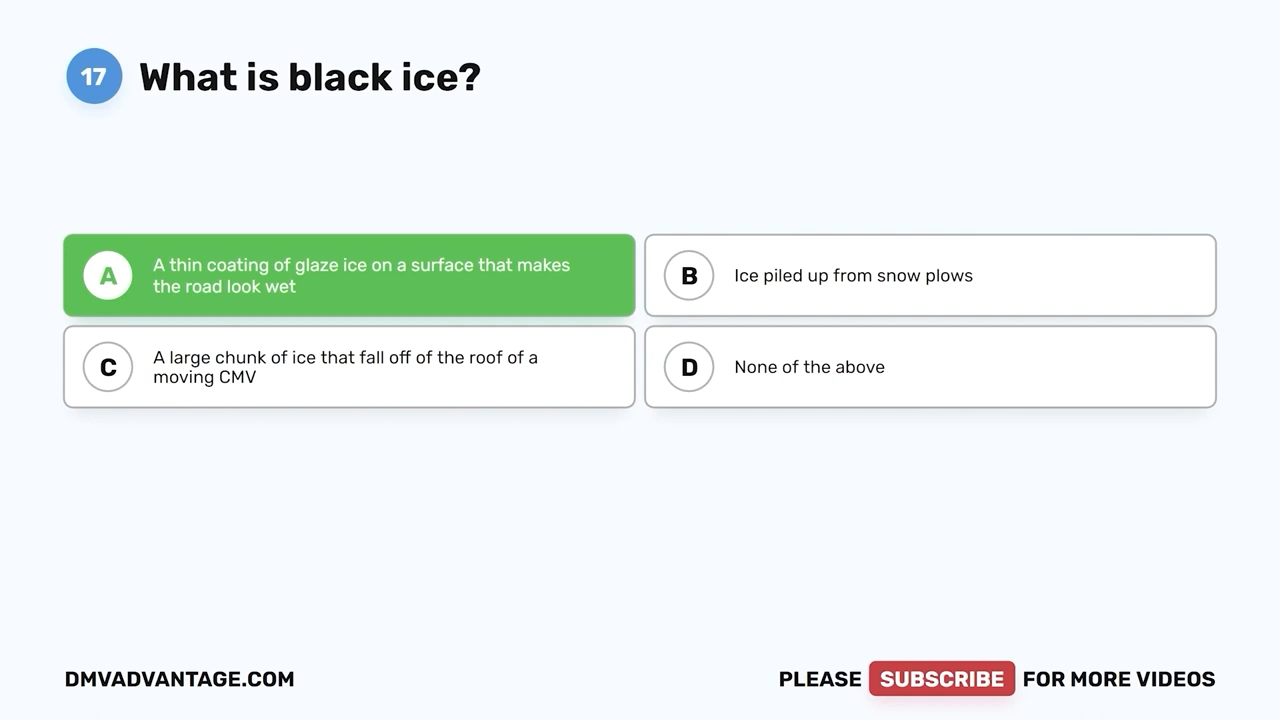 17 What is black ice?
A A thin coating of glaze ice on a surface that makes
the road look wet
B Ice piled up from snow plows
C A large chunk of ice that fall off of the roof of a
moving CMV
D None of the above
DMVADVANTAGE.COM
PLEASE SUBSCRIBE FOR MORE VIDEOS